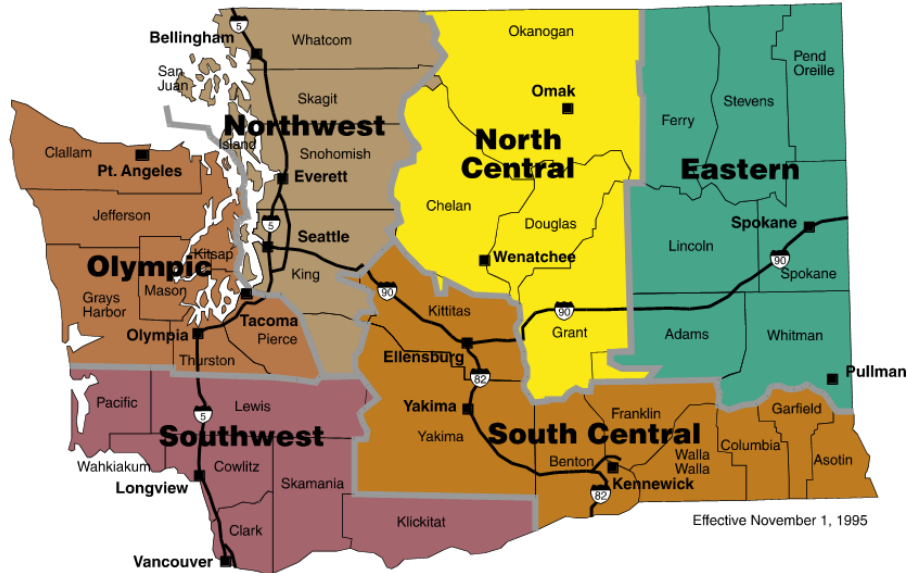 5
Bellingham
Whatcom
Okanogan
San
Juan
Pend
Oreille
Skagit
Omak
Stevens
Ferry
Northwest
Island
Snohomish
North
Central
Clallam
Pt. Angeles
Everett
Eastern
Jefferson
Chelan
Douglas
5
Seattle
Spokane
Lincoln
Kitsap
King
Wenatchee
90
Spokane
Olympic
Mason
Grays
Harbor
90
Kittitas
90
Tacoma
Pierce
Olympia
Grant
Adams
Whitman
Thurston
Ellensburg
82
Pullman
Pacific
Lewis
5
Yakima
Franklin
Garfield
Southwest
Yakima
South Central
Columbia
Walla
Walla
Asotin
Wahkiakum
Cowlitz
Benton
Longview
Skamania
Kennewick
82
Klickitat
Effective November 1, 1995
Clark
Vancouver